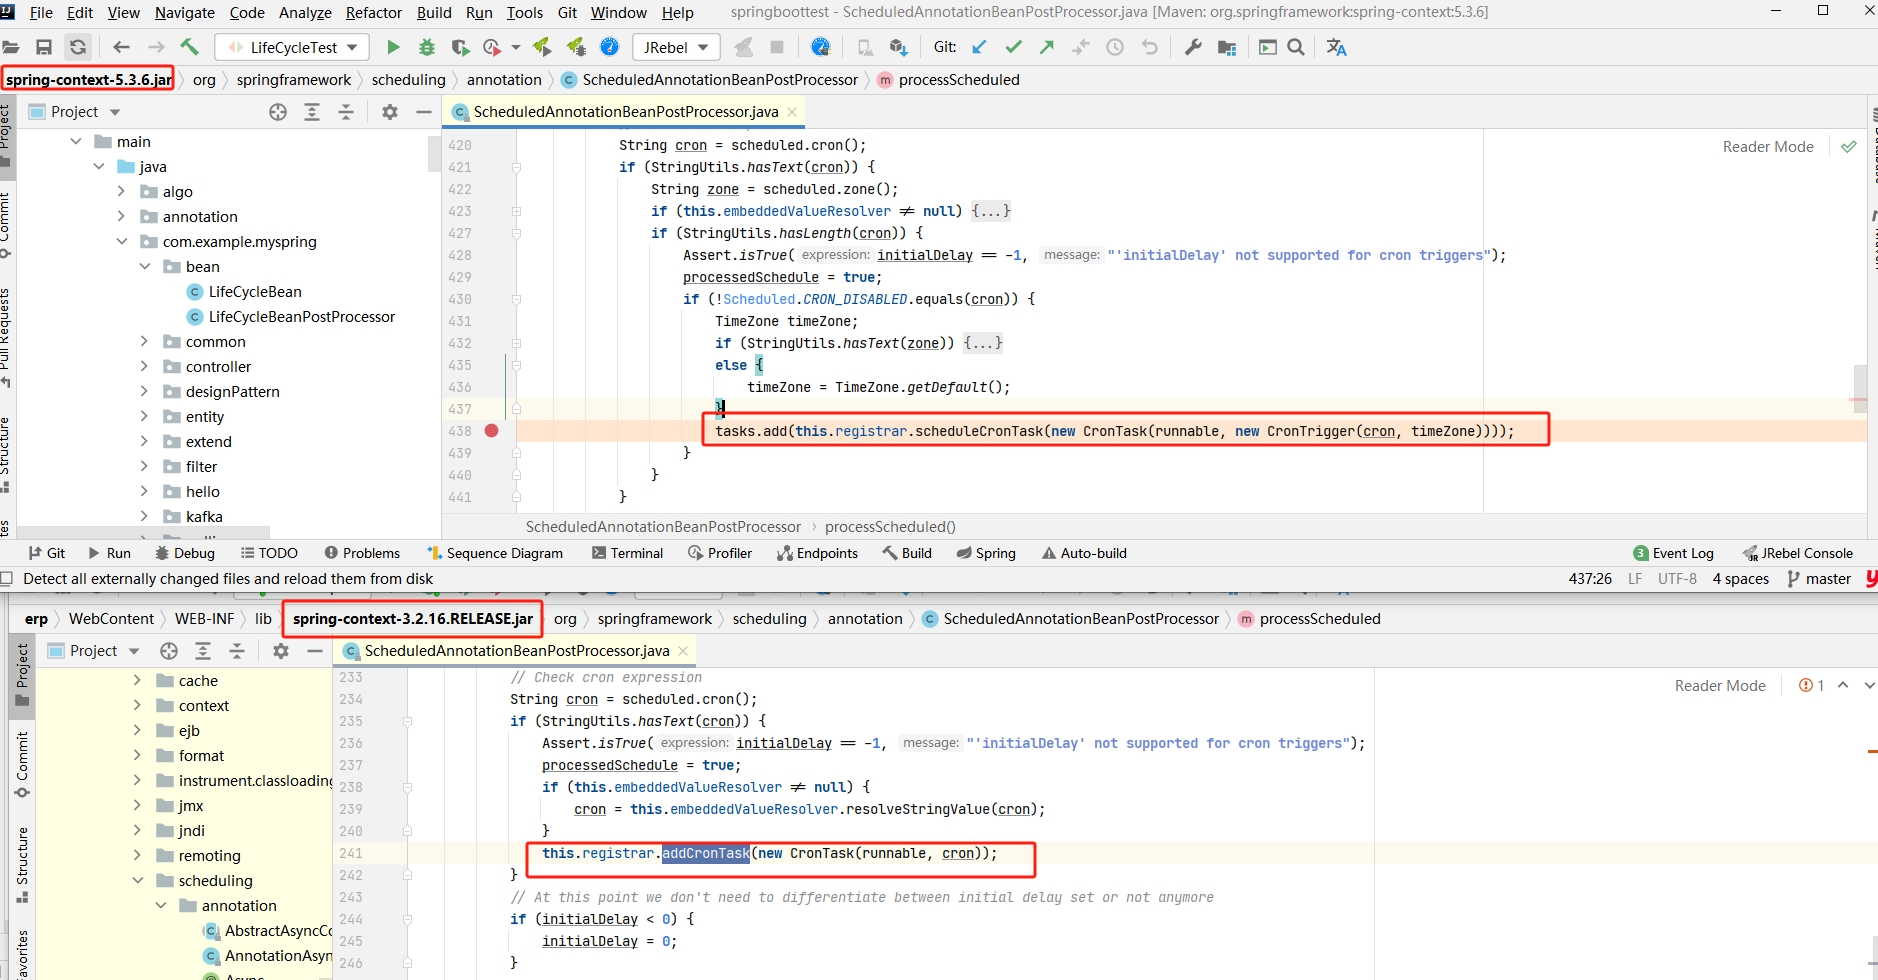 File Edit View Navigate Code Analyze Refactor Build Run Tools Git Window Help springboottest - ScheduledAnnotationBeanPostProcessor.java [Maven: org.springframework:spring-context:5.3.6]
LifeCycleTest JRebel Git:
spring-context-5.3.6.jar org springframework scheduling annotation ScheduledAnnotationBeanPostProcessor processScheduled
Project
ScheduledAnnotationBeanPostProcessor.java
Reader Mode
main
java
algo
annotation
com.example.myspring
bean
LifeCycleBean
LifeCycleBeanPostProcessor
common
controller
designPattern
entity
extend
filter
hello
kafka
Project
Commit
Pull Requests
Structure
420 String cron = scheduled.cron();
421 if (StringUtils.hasText(cron)) {
422 String zone = scheduled.zone();
423 if (this.embeddedValueResolver ≠ null) {...}
427 if (StringUtils.hasLength(cron)) {
428 Assert.isTrue( expression: initialDelay == -1, message: "'initialDelay' not supported for cron triggers");
429 processedSchedule = true;
430 if (!Scheduled.CRON_DISABLED.equals(cron)) {
431 TimeZone timeZone;
432 if (StringUtils.hasText(zone)) {...}
435 else {
436 timeZone = TimeZone.getDefault();
437 }
438 tasks.add(this.registrar.scheduleCronTask(new CronTask(runnable, new CronTrigger(cron, timeZone))));
439 }
440 }
441 }
ScheduledAnnotationBeanPostProcessor › processScheduled()
Git Run Debug TODO Problems Sequence Diagram Terminal Profiler Endpoints Build Spring Auto-build 3 Event Log JRebel Console
Detect all externally changed files and reload them from disk 437:26 LF UTF-8 4 spaces master
erp WebContent WEB-INF lib spring-context-3.2.16.RELEASE.jar org springframework scheduling annotation ScheduledAnnotationBeanPostProcessor processScheduled
Project
ScheduledAnnotationBeanPostProcessor.java
Reader Mode 1
cache
context
ejb
format
instrument.classloading
jmx
jndi
remoting
scheduling
annotation
AbstractAsyncCo
AnnotationAsyn
Async
Project
Commit
Structure
Favorites
233 // Check cron expression
234 String cron = scheduled.cron();
235 if (StringUtils.hasText(cron)) {
236 Assert.isTrue( expression: initialDelay == -1, message: "'initialDelay' not supported for cron triggers");
237 processedSchedule = true;
238 if (this.embeddedValueResolver ≠ null) {
239 cron = this.embeddedValueResolver.resolveStringValue(cron);
240 }
241 this.registrar.addCronTask(new CronTask(runnable, cron));
242 }
243 // At this point we don't need to differentiate between initial delay set or not anymore
244 if (initialDelay < 0) {
245 initialDelay = 0;
246 }